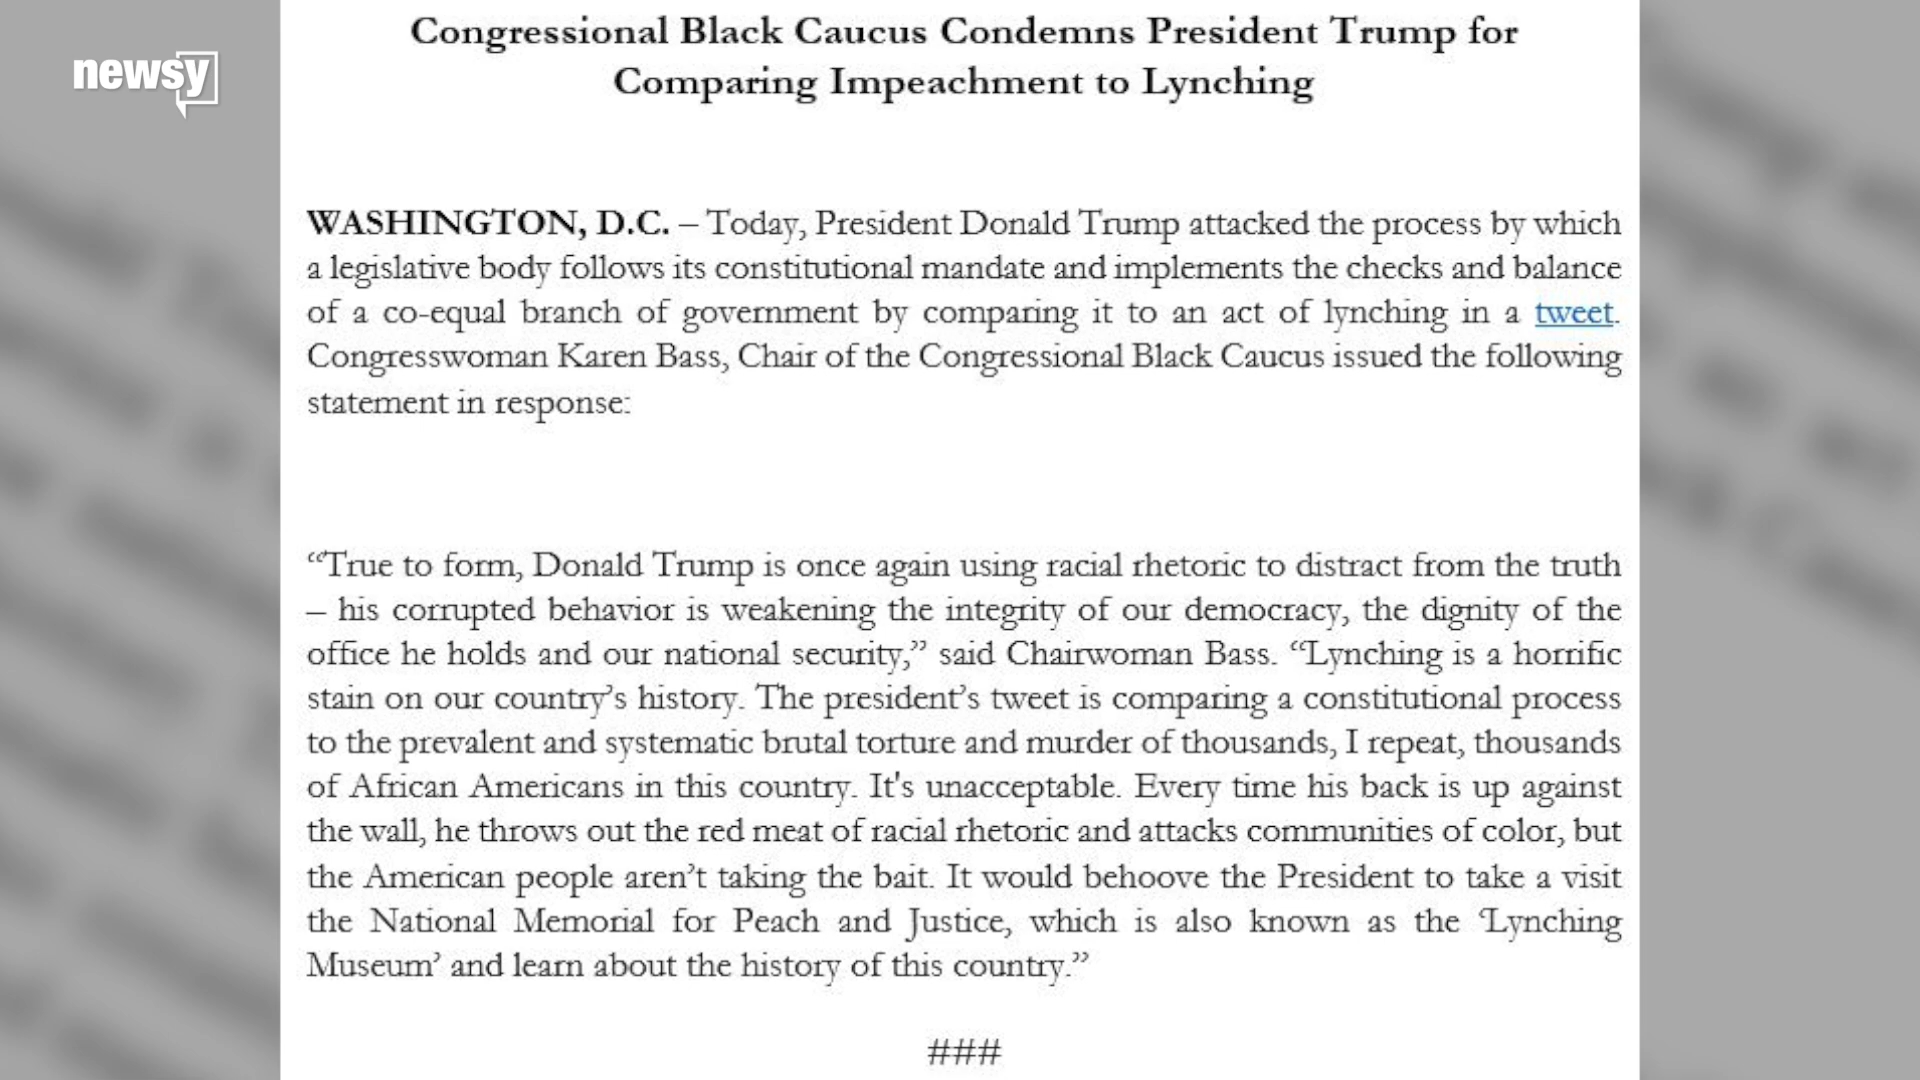 newsy
Congressional Black Caucus Condemns President Trump for
Comparing Impeachment to Lynching
WASHINGTON, D.C. – Today, President Donald Trump attacked the process by which
a legislative body follows its constitutional mandate and implements the checks and balance
of a co-equal branch of government by comparing it to an act of lynching in a tweet.
Congresswoman Karen Bass, Chair of the Congressional Black Caucus issued the following
statement in response:
“True to form, Donald Trump is once again using racial rhetoric to distract from the truth
– his corrupted behavior is weakening the integrity of our democracy, the dignity of the
office he holds and our national security,” said Chairwoman Bass. “Lynching is a horrific
stain on our country’s history. The president’s tweet is comparing a constitutional process
to the prevalent and systematic brutal torture and murder of thousands, I repeat, thousands
of African Americans in this country. It's unacceptable. Every time his back is up against
the wall, he throws out the red meat of racial rhetoric and attacks communities of color, but
the American people aren’t taking the bait. It would behoove the President to take a visit
the National Memorial for Peach and Justice, which is also known as the ‘Lynching
Museum’ and learn about the history of this country.”
###